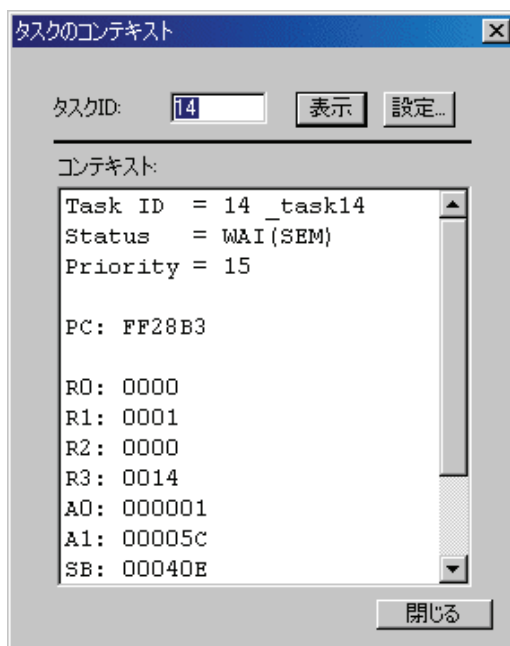 タスクのコンテキスト
タスクID: 14 表示 設定...
コンテキスト:
Task ID = 14 _task14
Status = WAI(SEM)
Priority = 15
PC: FF28B3
R0: 0000
R1: 0001
R2: 0000
R3: 0014
A0: 000001
A1: 00005C
SB: 00040E
閉じる